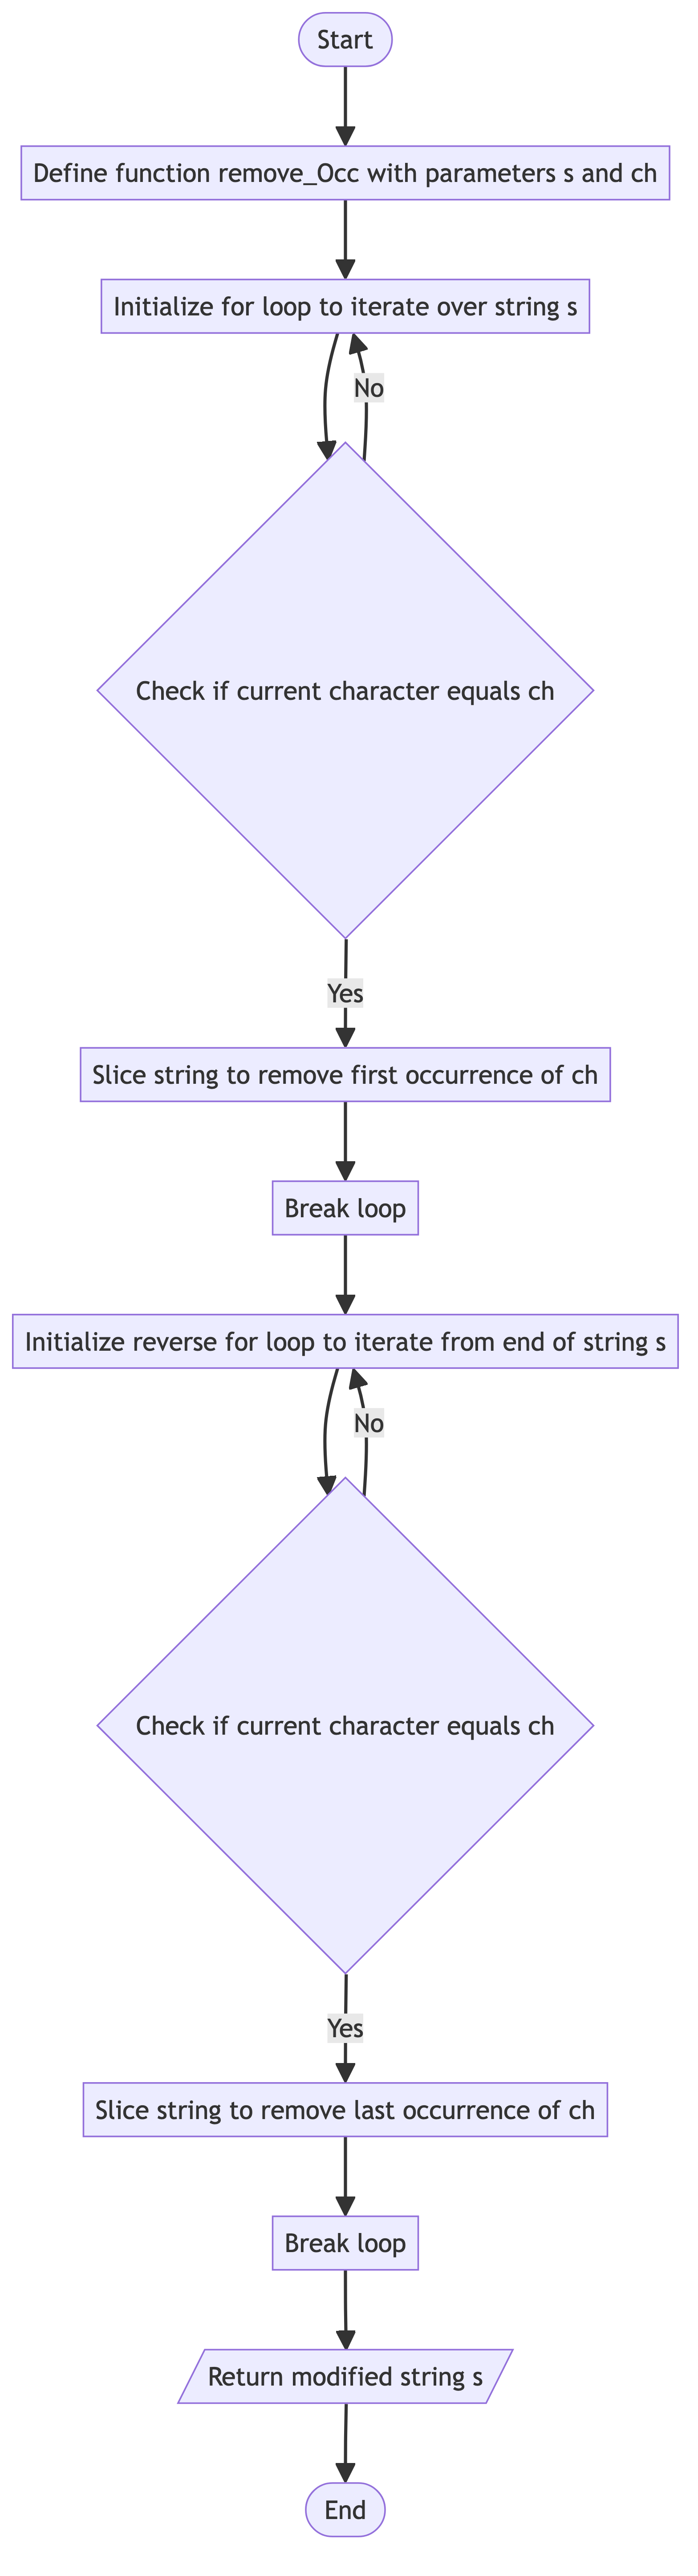 Start
Define function remove_Occ with parameters s and ch
Initialize for loop to iterate over string s
No
Check if current character equals ch
Yes
Slice string to remove first occurrence of ch
Break loop
Initialize reverse for loop to iterate from end of string s
No
Check if current character equals ch
Yes
Slice string to remove last occurrence of ch
Break loop
Return modified string s
End